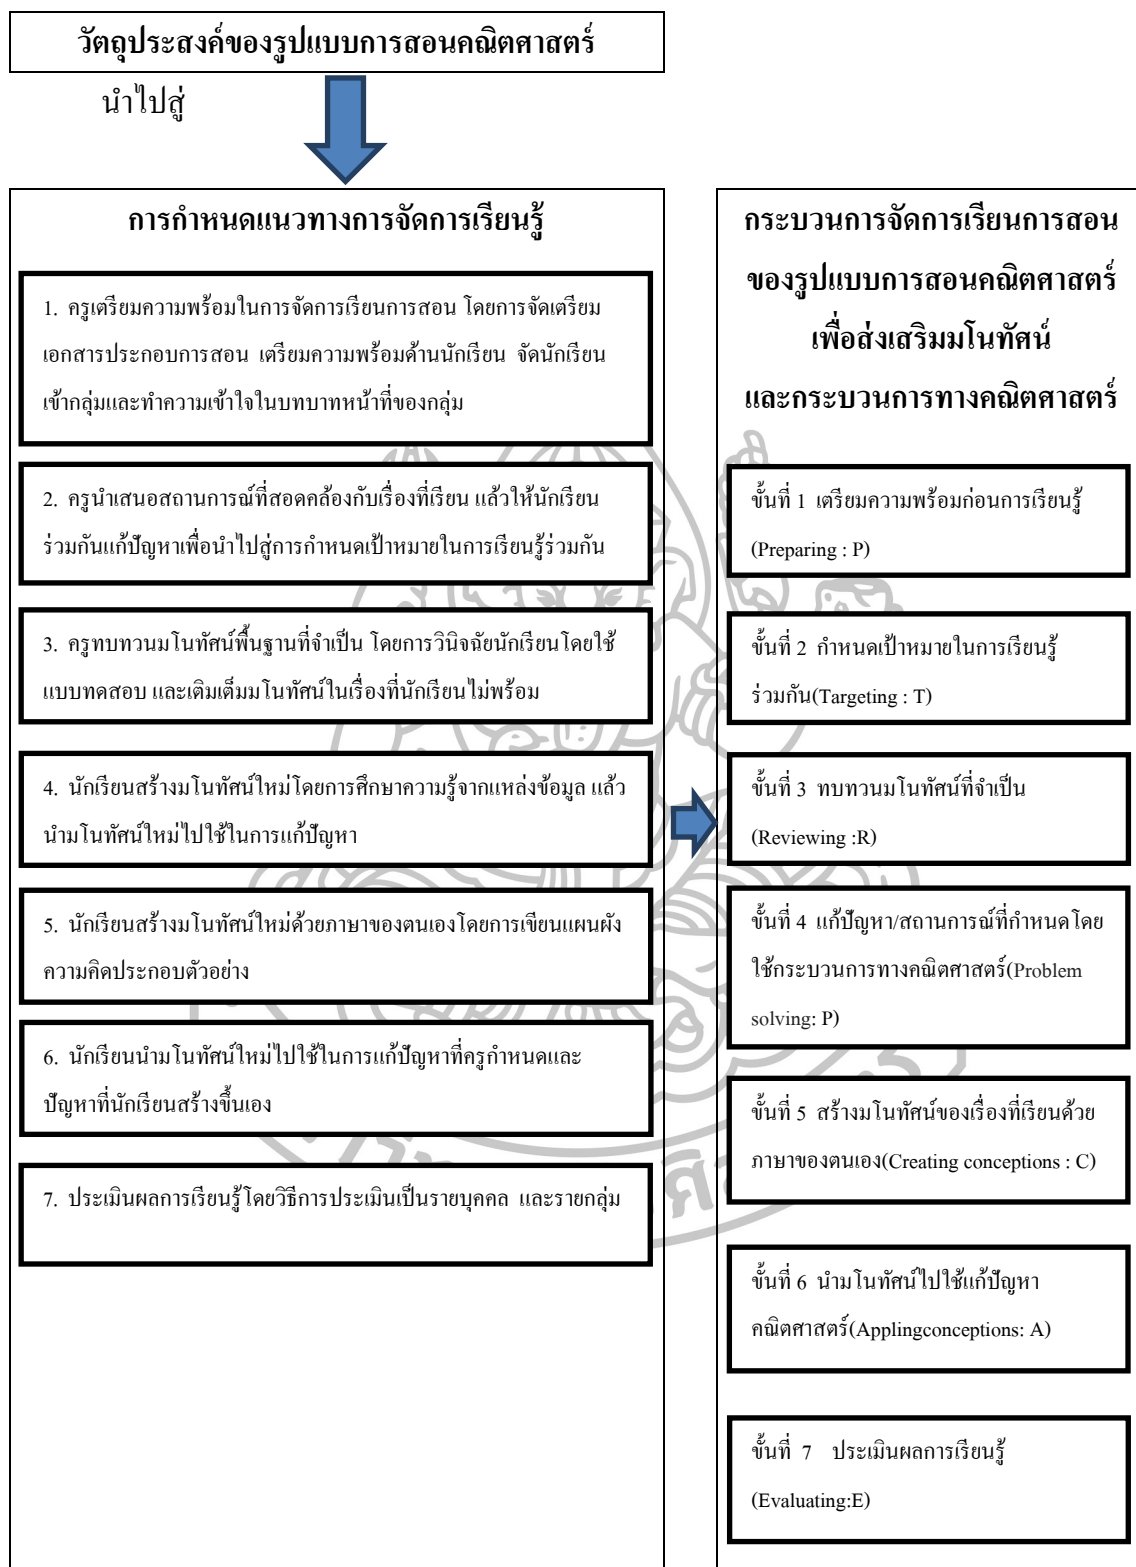 วัตถุประสงค์ของรูปแบบการสอนคณิตศาสตร์
นำไปสู่
การกำหนดแนวทางการจัดการเรียนรู้
1. ครูเตรียมความพร้อมในการจัดการเรียนการสอน โดยการจัดเตรียม
เอกสารประกอบการสอน เตรียมความพร้อมด้านนักเรียน จัดนักเรียน
เข้ากลุ่มและทำความเข้าใจในบทบาทหน้าที่ของกลุ่ม
2. ครูนำเสนอสถานการณ์ที่สอดคล้องกับเรื่องที่เรียน แล้วให้นักเรียน
ร่วมกันแก้ปัญหาเพื่อนำไปสู่การกำหนดเป้าหมายในการเรียนรู้ร่วมกัน
3. ครูทบทวนมโนทัศน์พื้นฐานที่จำเป็น โดยการวินิจฉัยนักเรียนโดยใช้
แบบทดสอบ และเติมเต็มมโนทัศน์ในเรื่องที่นักเรียนไม่พร้อม
4. นักเรียนสร้างมโนทัศน์ใหม่โดยการศึกษาความรู้จากแหล่งข้อมูล แล้ว
นำมโนทัศน์ใหม่ไปใช้ในการแก้ปัญหา
5. นักเรียนสร้างมโนทัศน์ใหม่ด้วยภาษาของตนเองโดยการเขียนแผนผัง
ความคิดประกอบตัวอย่าง
6. นักเรียนนำมโนทัศน์ใหม่ไปใช้ในการแก้ปัญหาที่ครูกำหนดและ
ปัญหาที่นักเรียนสร้างขึ้นเอง
7. ประเมินผลการเรียนรู้โดยวิธีการประเมินเป็นรายบุคคล และรายกลุ่ม
กระบวนการจัดการเรียนการสอน
ของรูปแบบการสอนคณิตศาสตร์
เพื่อส่งเสริมมโนทัศน์
และกระบวนการทางคณิตศาสตร์
ขั้นที่ 1 เตรียมความพร้อมก่อนการเรียนรู้
(Preparing : P)
ขั้นที่ 2 กำหนดเป้าหมายในการเรียนรู้
ร่วมกัน(Targeting : T)
ขั้นที่ 3 ทบทวนมโนทัศน์ที่จำเป็น
(Reviewing :R)
ขั้นที่ 4 แก้ปัญหา/สถานการณ์ที่กำหนดโดย
ใช้กระบวนการทางคณิตศาสตร์(Problem
solving: P)
ขั้นที่ 5 สร้างมโนทัศน์ของเรื่องที่เรียนด้วย
ภาษาของตนเอง(Creating conceptions : C)
ขั้นที่ 6 นำมโนทัศน์ไปใช้แก้ปัญหา
คณิตศาสตร์(Applingconceptions: A)
ขั้นที่ 7 ประเมินผลการเรียนรู้
(Evaluating:E)